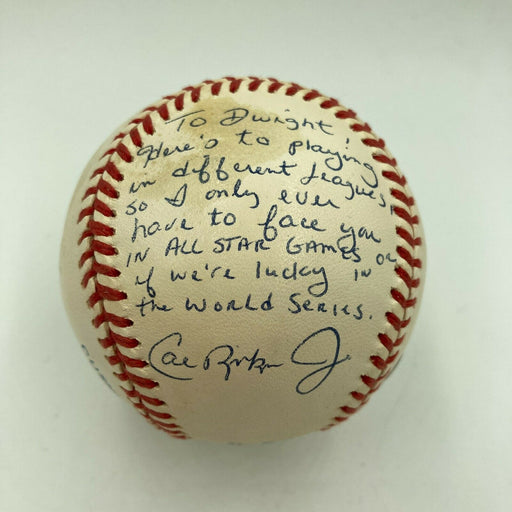 To Dwight!
Here's to playing
in different Leagues,
so I only ever
have to face you
IN ALL STAR GAMES or
if we're lucky IN
the World Series.
Cal Ripken Jr